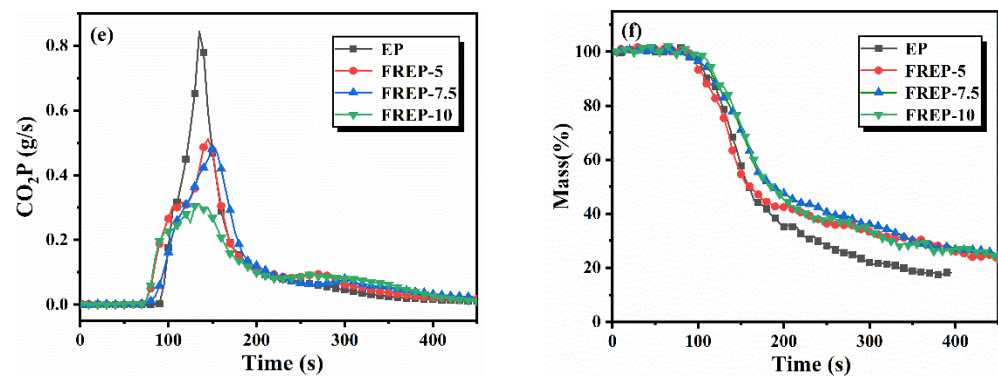 (e)
EP
FREP-5
FREP-7.5
FREP-10
0.8
0.6
0.4
0.2
0.0
CO₂P (g/s)
0 100 200 300 400
Time (s)
(f)
EP
FREP-5
FREP-7.5
FREP-10
100
80
60
40
20
0
Mass(%)
0 100 200 300 400
Time (s)